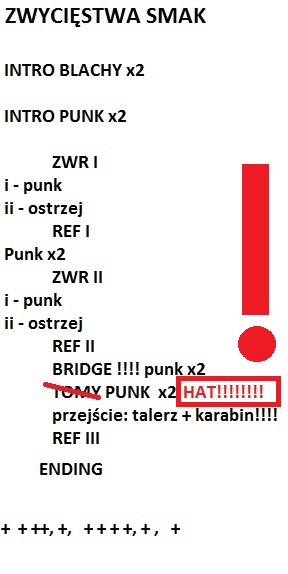 ZWYCIĘSTWA SMAK
INTRO BLACHY x2
INTRO PUNK x2
ZWR I
i - punk
ii - ostrzej
REF I
Punk x2
ZWR II
i - punk
ii - ostrzej
REF II
BRIDGE !!!! punk x2
TOMY PUNK x2 HAT!!!!!!!!
przejście: talerz + karabin!!!!
REF III
ENDING
+ + ++, +, + + + +, + , +